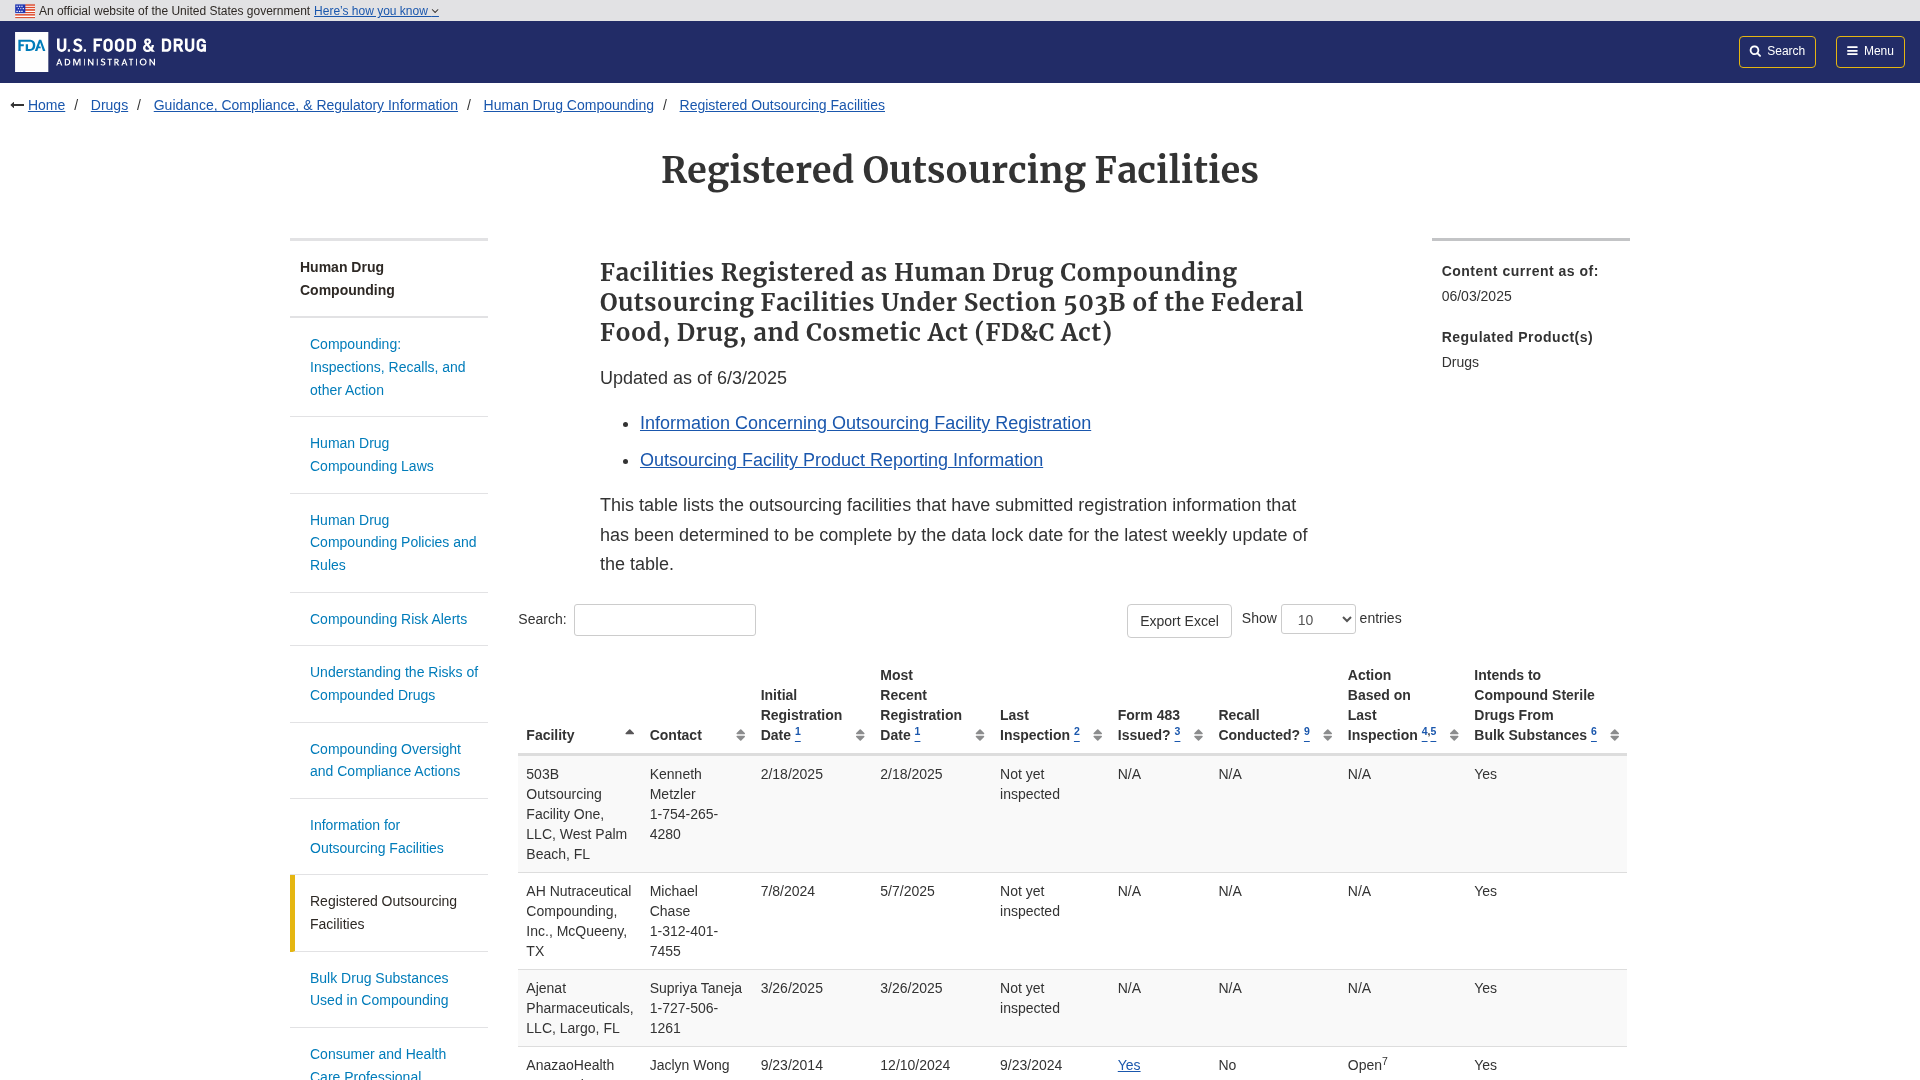 An official website of the United States government Here's how you know
FDA U.S. FOOD & DRUG
ADMINISTRATION
Search
Menu
Home / Drugs / Guidance, Compliance, & Regulatory Information / Human Drug Compounding / Registered Outsourcing Facilities
Registered Outsourcing Facilities
Human Drug
Compounding
Compounding:
Inspections, Recalls, and
other Action
Human Drug
Compounding Laws
Human Drug
Compounding Policies and
Rules
Compounding Risk Alerts
Understanding the Risks of
Compounded Drugs
Compounding Oversight
and Compliance Actions
Information for
Outsourcing Facilities
Registered Outsourcing
Facilities
Bulk Drug Substances
Used in Compounding
Consumer and Health
Care Professional
Facilities Registered as Human Drug Compounding
Outsourcing Facilities Under Section 503B of the Federal
Food, Drug, and Cosmetic Act (FD&C Act)
Updated as of 6/3/2025
• Information Concerning Outsourcing Facility Registration
• Outsourcing Facility Product Reporting Information
This table lists the outsourcing facilities that have submitted registration information that
has been determined to be complete by the data lock date for the latest weekly update of
the table.
Content current as of:
06/03/2025
Regulated Product(s)
Drugs
Search:
Export Excel
Show 10 entries
Facility
Contact
Initial
Registration
Date 1
Most
Recent
Registration
Date 1
Last
Inspection 2
Form 483
Issued? 3
Recall
Conducted? 9
Action
Based on
Last
Inspection 4,5
Intends to
Compound Sterile
Drugs From
Bulk Substances 6
503B
Outsourcing
Facility One,
LLC, West Palm
Beach, FL
Kenneth
Metzler
1-754-265-
4280
2/18/2025
2/18/2025
Not yet
inspected
N/A
N/A
N/A
Yes
AH Nutraceutical
Compounding,
Inc., McQueeny,
TX
Michael
Chase
1-312-401-
7455
7/8/2024
5/7/2025
Not yet
inspected
N/A
N/A
N/A
Yes
Ajenat
Pharmaceuticals,
LLC, Largo, FL
Supriya Taneja
1-727-506-
1261
3/26/2025
3/26/2025
Not yet
inspected
N/A
N/A
N/A
Yes
AnazaoHealth
Jaclyn Wong
9/23/2014
12/10/2024
9/23/2024
Yes
No
Open7
Yes